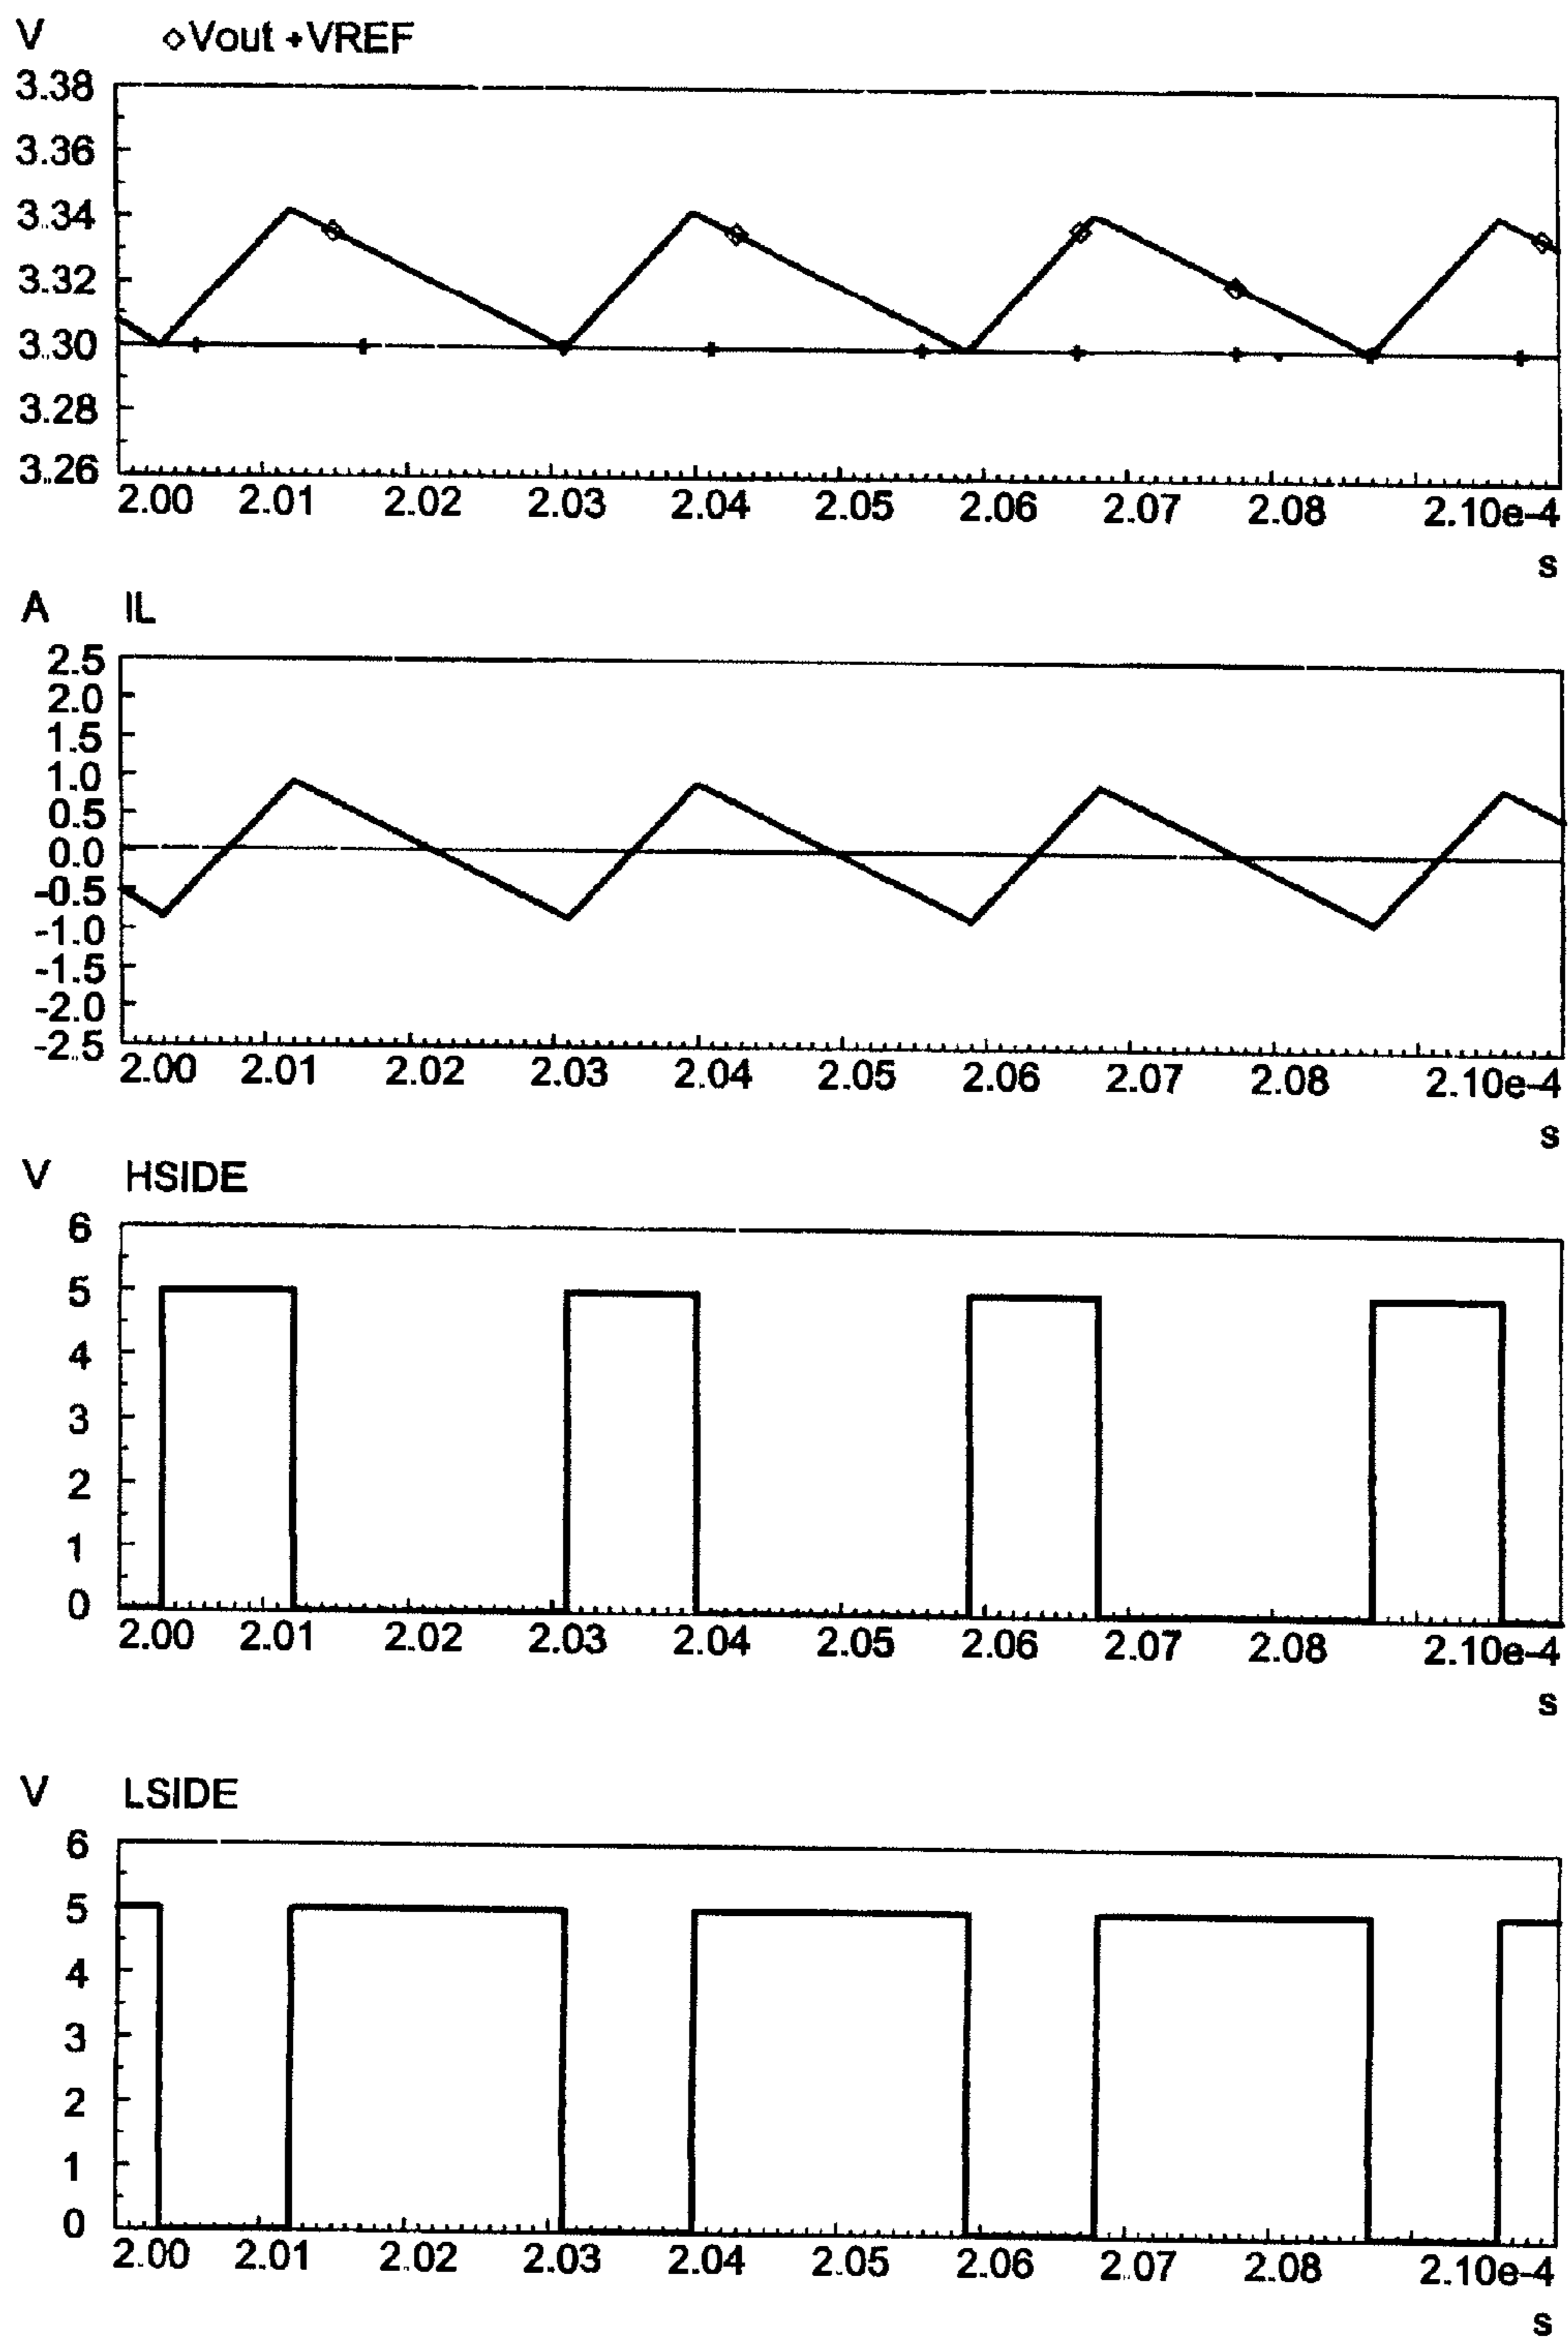 V ◇Vout +VREF
3.38
3.36
3.34
3.32
3.30
3.28
3.26
2.00 2.01 2.02 2.03 2.04 2.05 2.06 2.07 2.08 2.10e-4
s
A IL
2.5
2.0
1.5
1.0
0.5
0.0
-0.5
-1.0
-1.5
-2.0
-2.5
2.00 2.01 2.02 2.03 2.04 2.05 2.06 2.07 2.08 2.10e-4
s
V HSIDE
6
5
4
3
2
1
0
2.00 2.01 2.02 2.03 2.04 2.05 2.06 2.07 2.08 2.10e-4
s
V LSIDE
6
5
4
3
2
1
0
2.00 2.01 2.02 2.03 2.04 2.05 2.06 2.07 2.08 2.10e-4
s